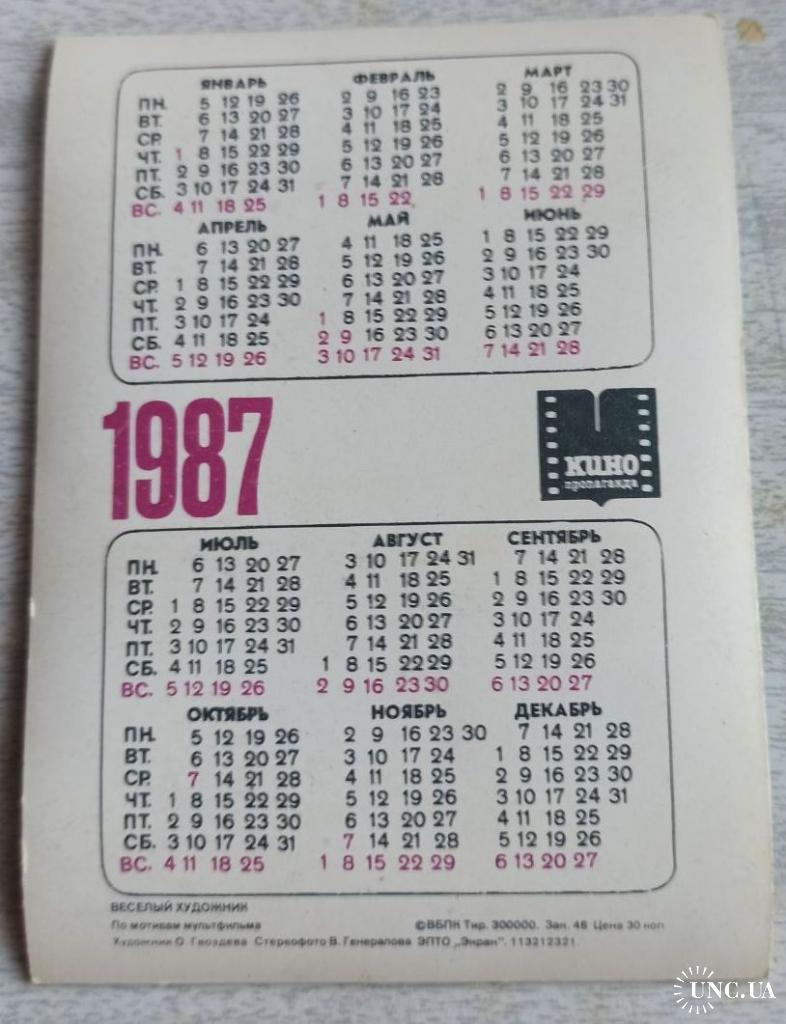 ЯНВАРЬ ФЕВРАЛЬ МАРТ
ПН. 5 12 19 26 2 9 16 23 2 9 16 23 30
ВТ. 6 13 20 27 3 10 17 24 3 10 17 24 31
СР. 7 14 21 28 4 11 18 25 4 11 18 25
ЧТ. 1 8 15 22 29 5 12 19 26 5 12 19 26
ПТ. 2 9 16 23 30 6 13 20 27 6 13 20 27
СБ. 3 10 17 24 31 7 14 21 28 7 14 21 28
ВС. 4 11 18 25 1 8 15 22 1 8 15 22 29
АПРЕЛЬ МАЙ ИЮНЬ
ПН. 6 13 20 27 4 11 18 25 1 8 15 22 29
ВТ. 7 14 21 28 5 12 19 26 2 9 16 23 30
СР. 1 8 15 22 29 6 13 20 27 3 10 17 24
ЧТ. 2 9 16 23 30 7 14 21 28 4 11 18 25
ПТ. 3 10 17 24 1 8 15 22 29 5 12 19 26
СБ. 4 11 18 25 2 9 16 23 30 6 13 20 27
ВС. 5 12 19 26 3 10 17 24 31 7 14 21 28
1987
КИНО
пропаганда
ИЮЛЬ АВГУСТ СЕНТЯБРЬ
ПН. 6 13 20 27 3 10 17 24 31 7 14 21 28
ВТ. 7 14 21 28 4 11 18 25 1 8 15 22 29
СР. 1 8 15 22 29 5 12 19 26 2 9 16 23 30
ЧТ. 2 9 16 23 30 6 13 20 27 3 10 17 24
ПТ. 3 10 17 24 31 7 14 21 28 4 11 18 25
СБ. 4 11 18 25 1 8 15 22 29 5 12 19 26
ВС. 5 12 19 26 2 9 16 23 30 6 13 20 27
ОКТЯБРЬ НОЯБРЬ ДЕКАБРЬ
ПН. 5 12 19 26 2 9 16 23 30 7 14 21 28
ВТ. 6 13 20 27 3 10 17 24 1 8 15 22 29
СР. 7 14 21 28 4 11 18 25 2 9 16 23 30
ЧТ. 1 8 15 22 29 5 12 19 26 3 10 17 24 31
ПТ. 2 9 16 23 30 6 13 20 27 4 11 18 25
СБ. 3 10 17 24 31 7 14 21 28 5 12 19 26
ВС. 4 11 18 25 1 8 15 22 29 6 13 20 27
ВЕСЕЛЫЙ ХУДОЖНИК
По мотивам мультфильма ©ВБПК Тир. 300000. Зак. 48 Цена 30 коп
Художник О. Гвоздева Стереофото В. Генералова ЭПТО „Экран". 113212321
UNC.UA